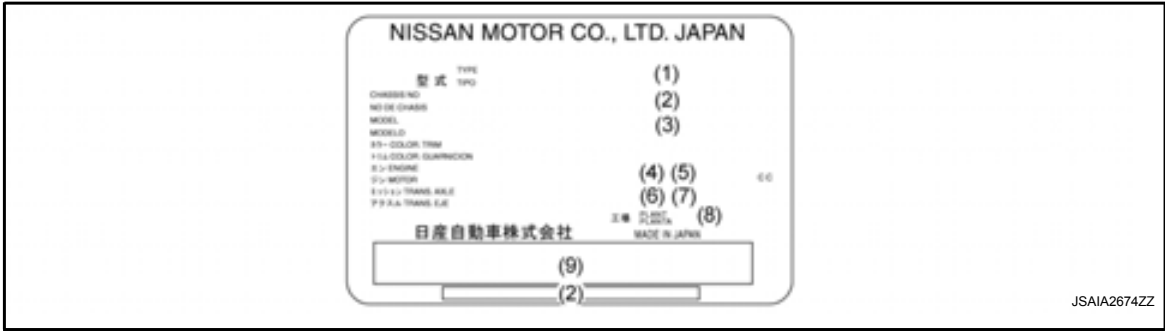 NISSAN MOTOR CO., LTD. JAPAN
型 式 TYPE TIPO (1)
CHASSIS NO (2)
NO DE CHASIS
MODEL (3)
MODELO
カラー COLOR. TRIM
トリム COLOR. GUARNICION
エン ENGINE (4) (5) CC
ジン MOTOR
ミッション TRANS. AXLE (6) (7)
アクスル TRANS. EJE
工場 PLANT PLANTA (8)
日産自動車株式会社 MADE IN JAPAN
(9)
(2)
JSAIA2674ZZ